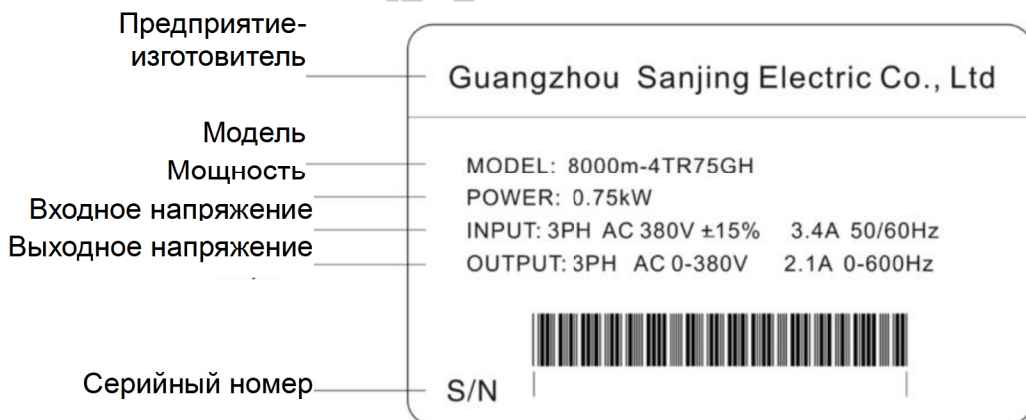 Предприятие-
изготовитель
Guangzhou Sanjing Electric Co., Ltd
Модель
MODEL: 8000m-4TR75GH
Мощность
POWER: 0.75kW
Входное напряжение
INPUT: 3PH AC 380V ±15% 3.4A 50/60Hz
Выходное напряжение
OUTPUT: 3PH AC 0-380V 2.1A 0-600Hz
Серийный номер
S/N